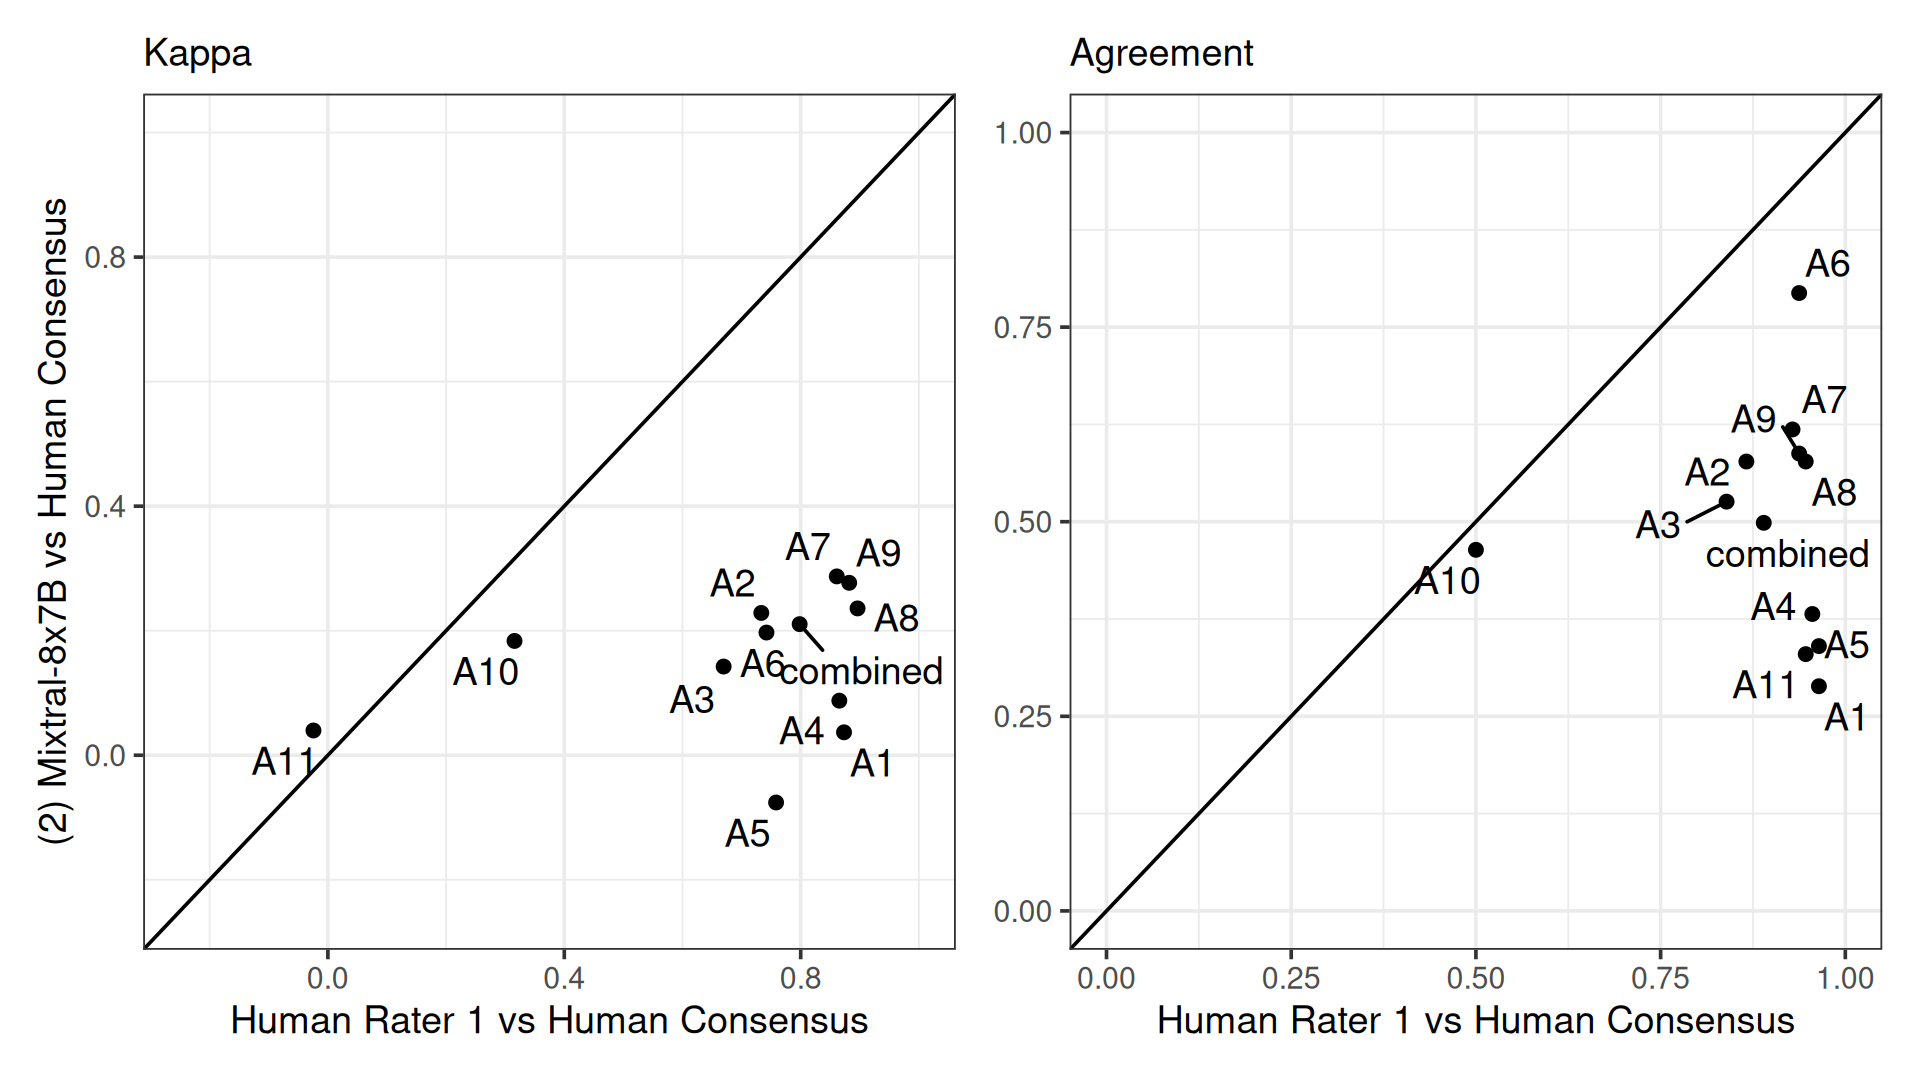 Kappa
Agreement
(2) Mixtral-8x7B vs Human Consensus
0.8
0.4
0.0
A7
A9
A2
A8
A10
A6
combined
A3
A4
A11
A1
A5
0.0
0.4
0.8
Human Rater 1 vs Human Consensus
1.00
0.75
0.50
0.25
0.00
A6
A7
A9
A2
A8
A3
combined
A10
A4
A5
A11
A1
0.00
0.25
0.50
0.75
1.00
Human Rater 1 vs Human Consensus